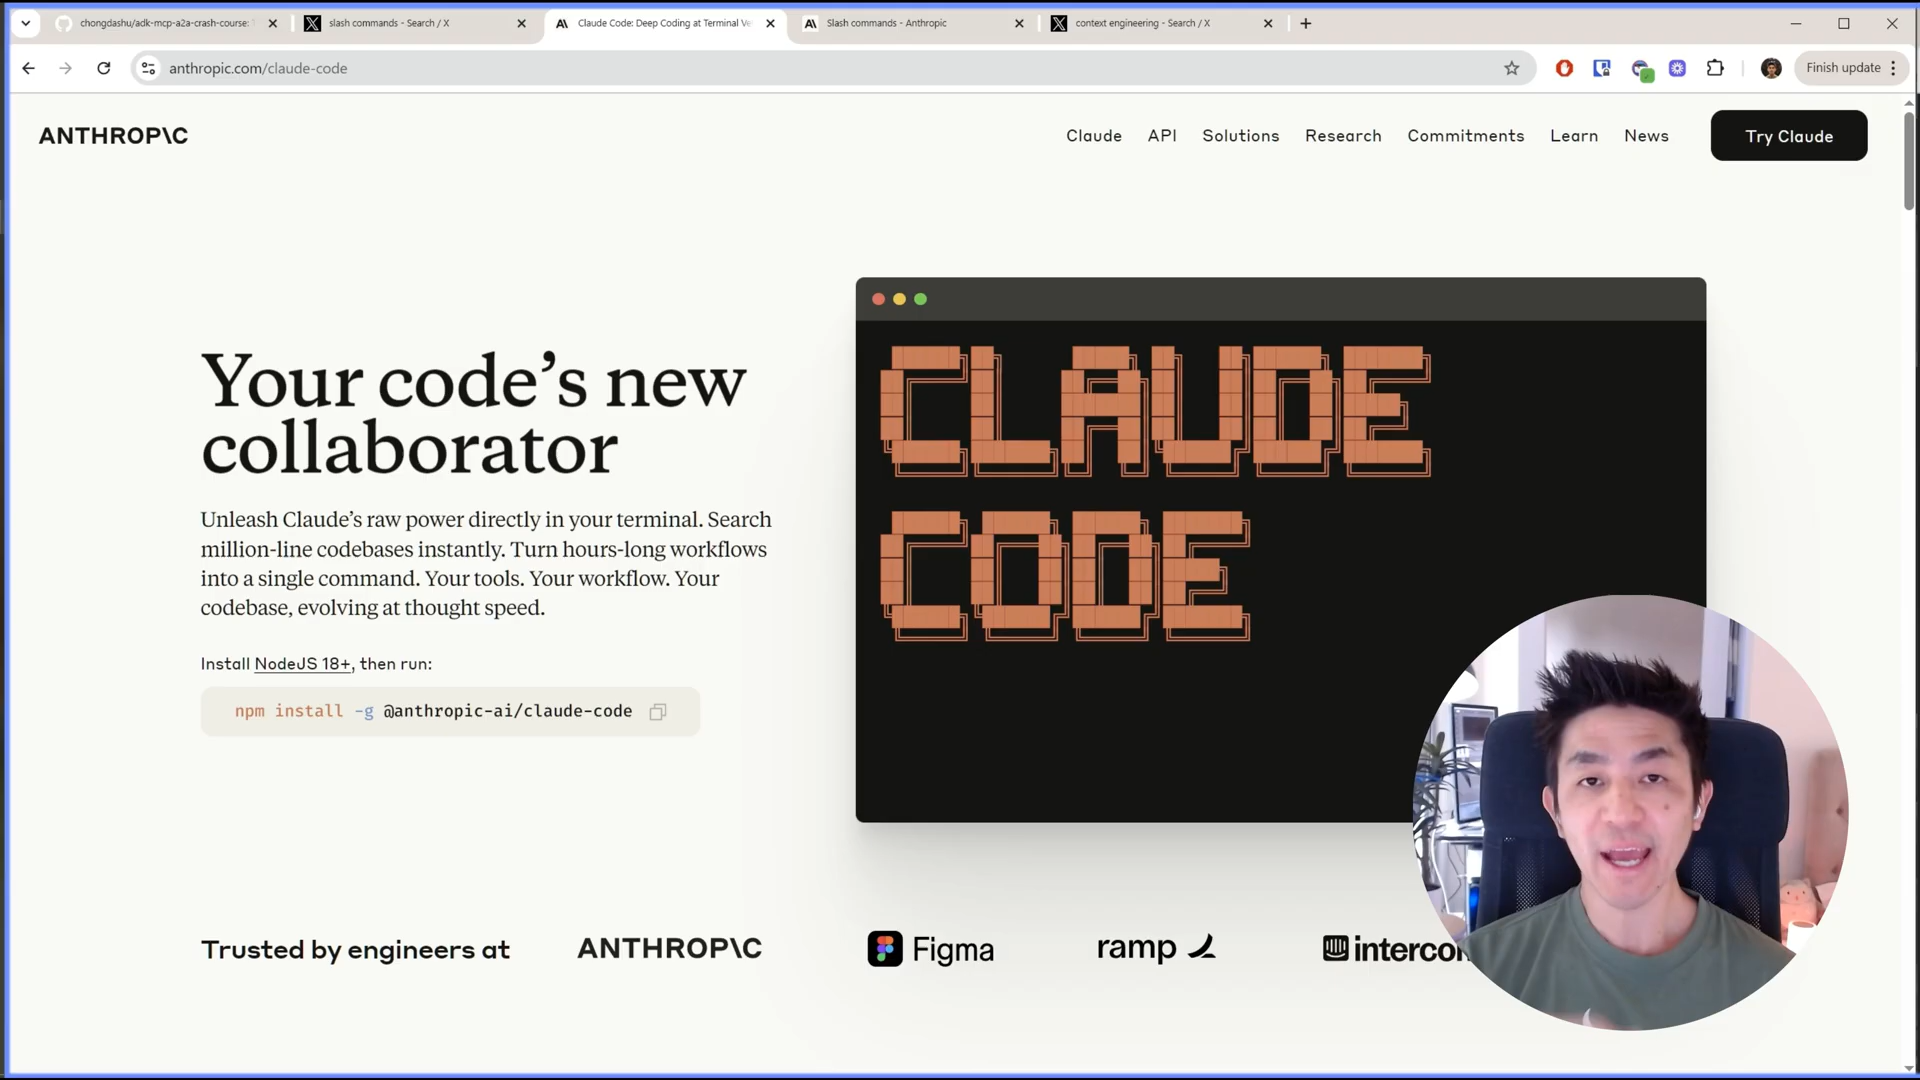 chongdashu/adk-mcp-a2a-crash-course:
slash commands - Search / X
Claude Code: Deep Coding at Terminal Ve
Slash commands - Anthropic
context engineering - Search / X
anthropic.com/claude-code
Finish update
ANTHROP\C
Claude
API
Solutions
Research
Commitments
Learn
News
Try Claude
Your code’s new
collaborator
Unleash Claude’s raw power directly in your terminal. Search
million-line codebases instantly. Turn hours-long workflows
into a single command. Your tools. Your workflow. Your
codebase, evolving at thought speed.
Install NodeJS 18+, then run:
npm install -g @anthropic-ai/claude-code
CLAUDE
CODE
Trusted by engineers at
ANTHROP\C
Figma
ramp
intercom